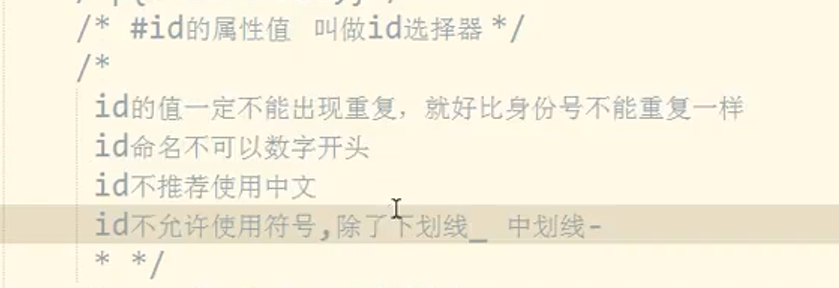 /* #id的属性值 叫做id选择器 */
/*
id的值一定不能出现重复，就好比身份号不能重复一样
id命名不可以数字开头
id不推荐使用中文
id不允许使用符号,除了下划线_ 中划线-
* */